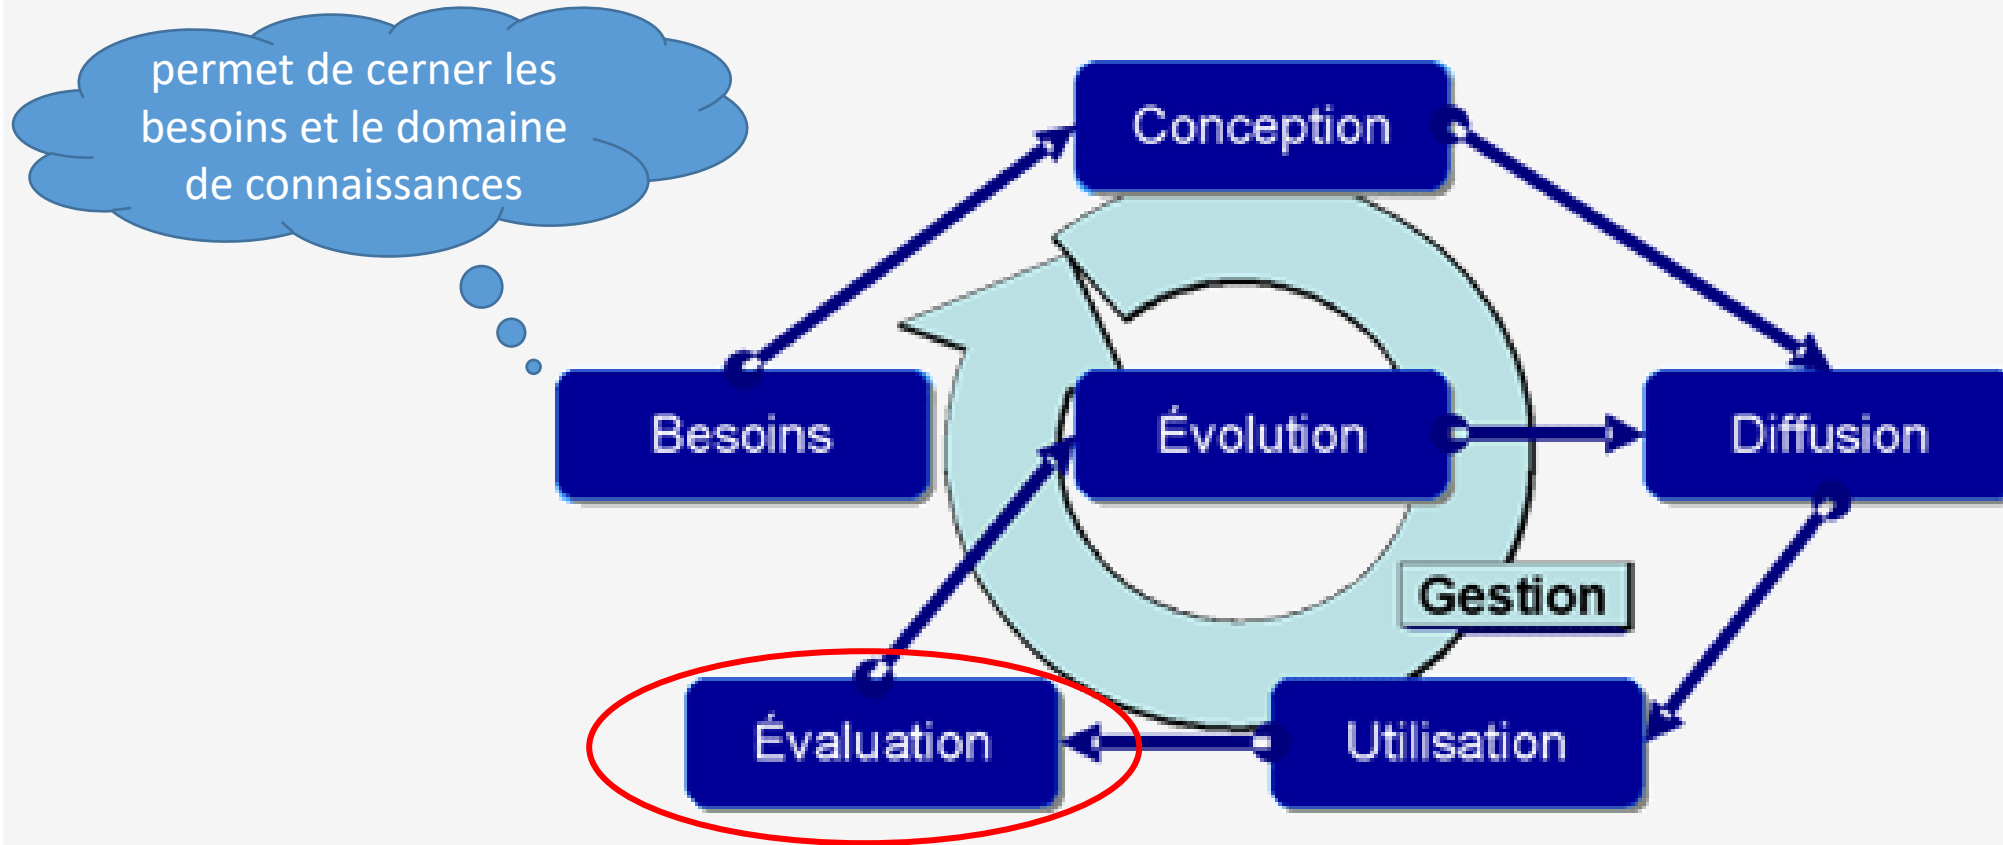 permet de cerner les
besoins et le domaine
de connaissances
Conception
Besoins
Évolution
Diffusion
Gestion
Évaluation
Utilisation